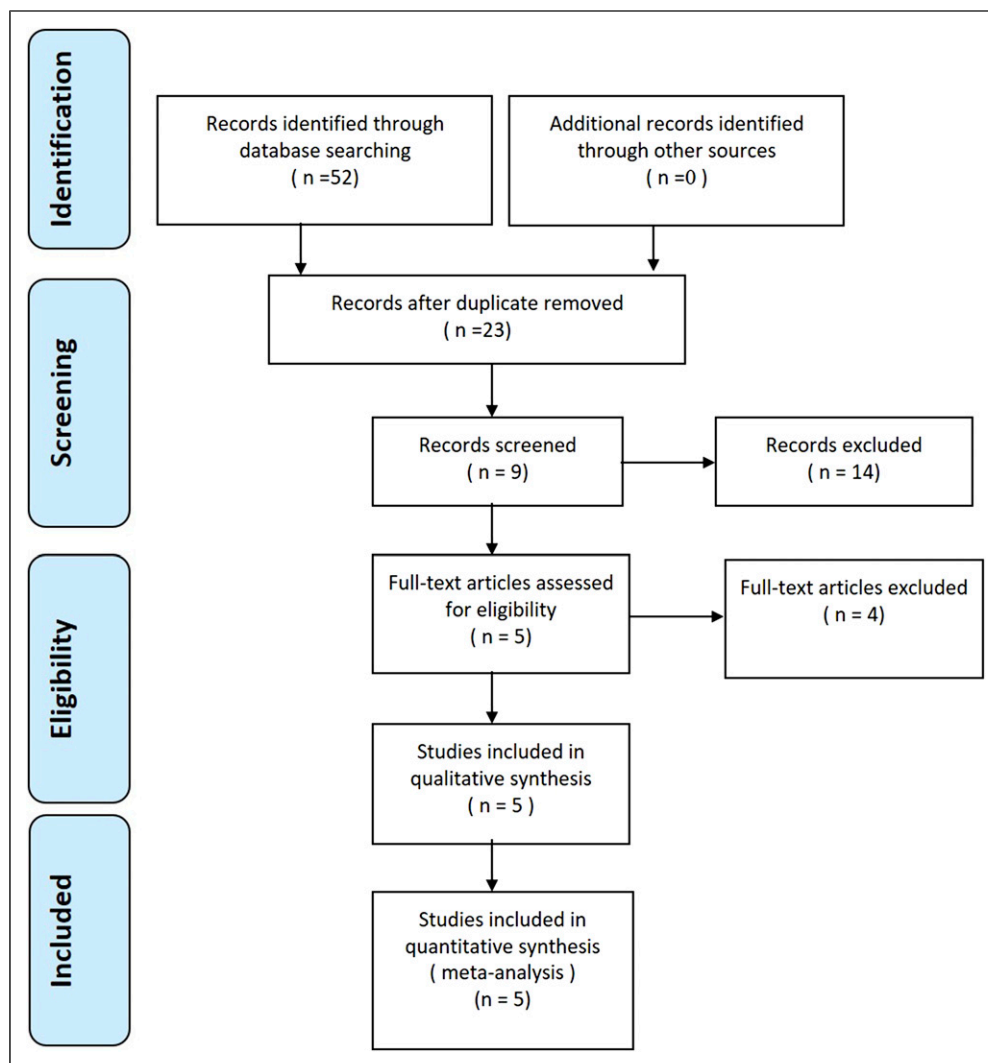 Identification
Records identified through
database searching
( n =52)
Additional records identified
through other sources
( n =0 )
Screening
Records after duplicate removed
( n =23)
Records screened
( n = 9)
Records excluded
( n = 14)
Eligibility
Full-text articles assessed
for eligibility
( n = 5)
Full-text articles excluded
( n = 4)
Studies included in
qualitative synthesis
( n = 5 )
Included
Studies included in
quantitative synthesis
( meta-analysis )
(n = 5)